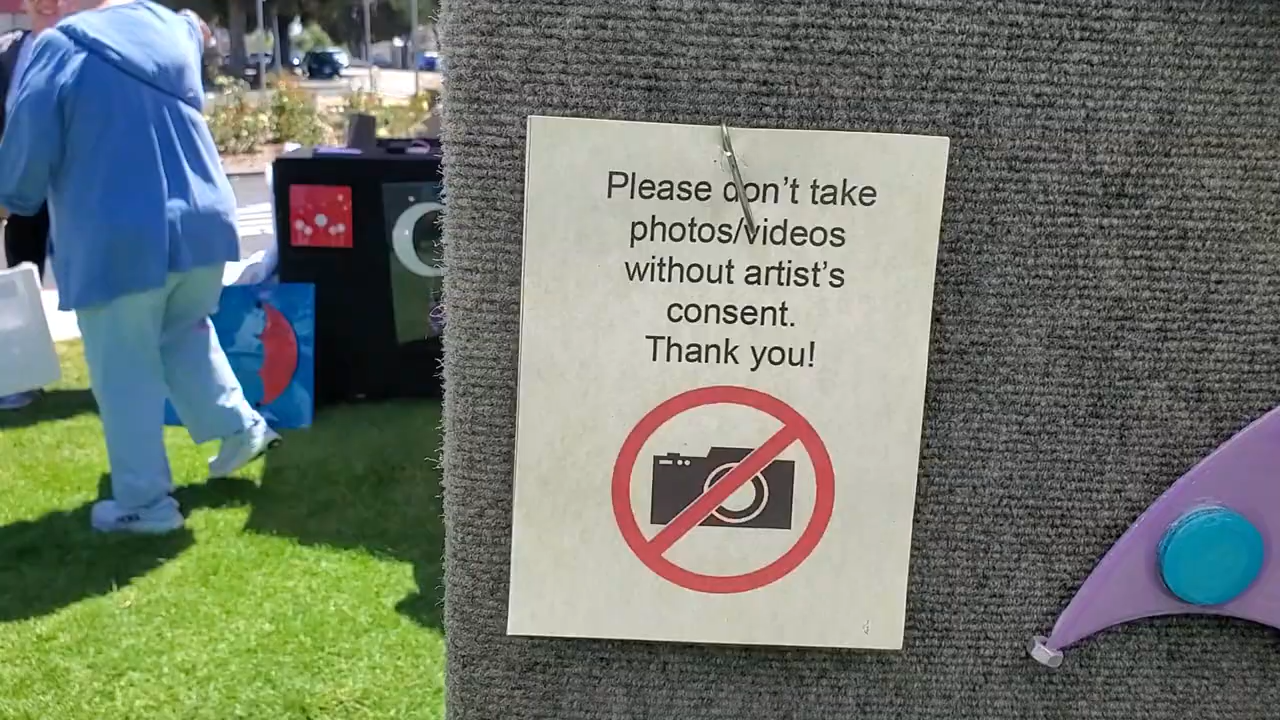 Please don't take
photos/videos
without artist's
consent.
Thank you!